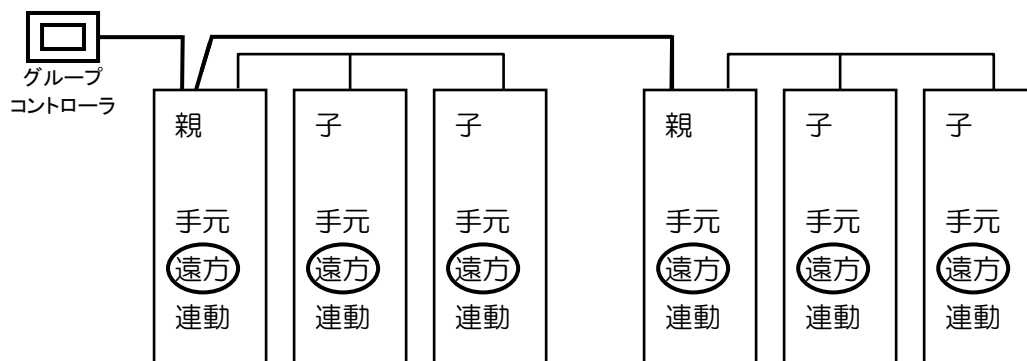 グループ
コントローラ
親 子 子 親 子 子
手元 手元 手元 手元 手元 手元
遠方 遠方 遠方 遠方 遠方 遠方
連動 連動 連動 連動 連動 連動